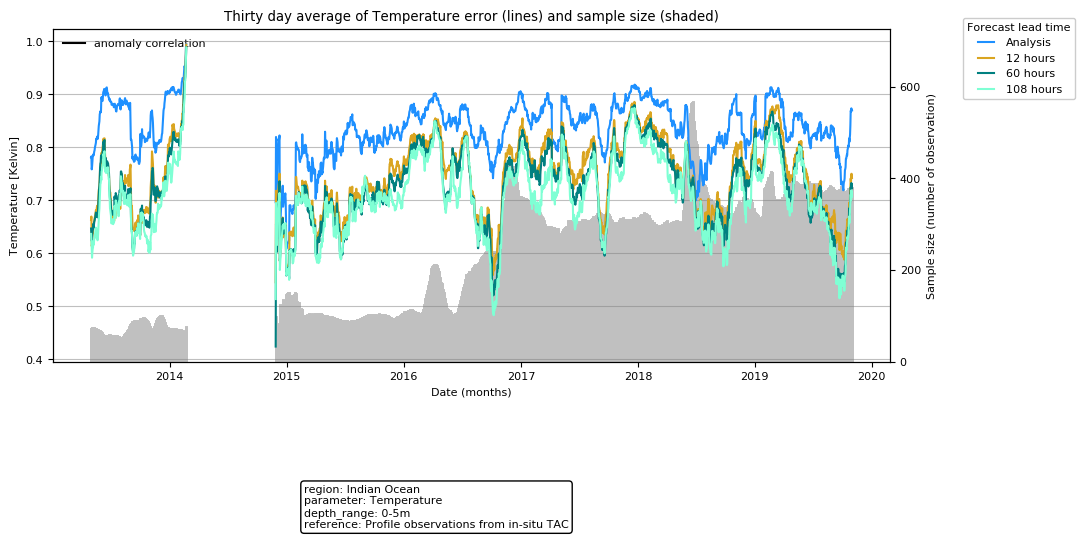 Thirty day average of Temperature error (lines) and sample size (shaded)
Forecast lead time
Analysis
12 hours
60 hours
108 hours
anomaly correlation
Temperature [Kelvin]
1.0
0.9
0.8
0.7
0.6
0.5
0.4
Sample size (number of observation)
600
400
200
0
2014 2015 2016 2017 2018 2019 2020
Date (months)
region: Indian Ocean
parameter: Temperature
depth_range: 0-5m
reference: Profile observations from in-situ TAC